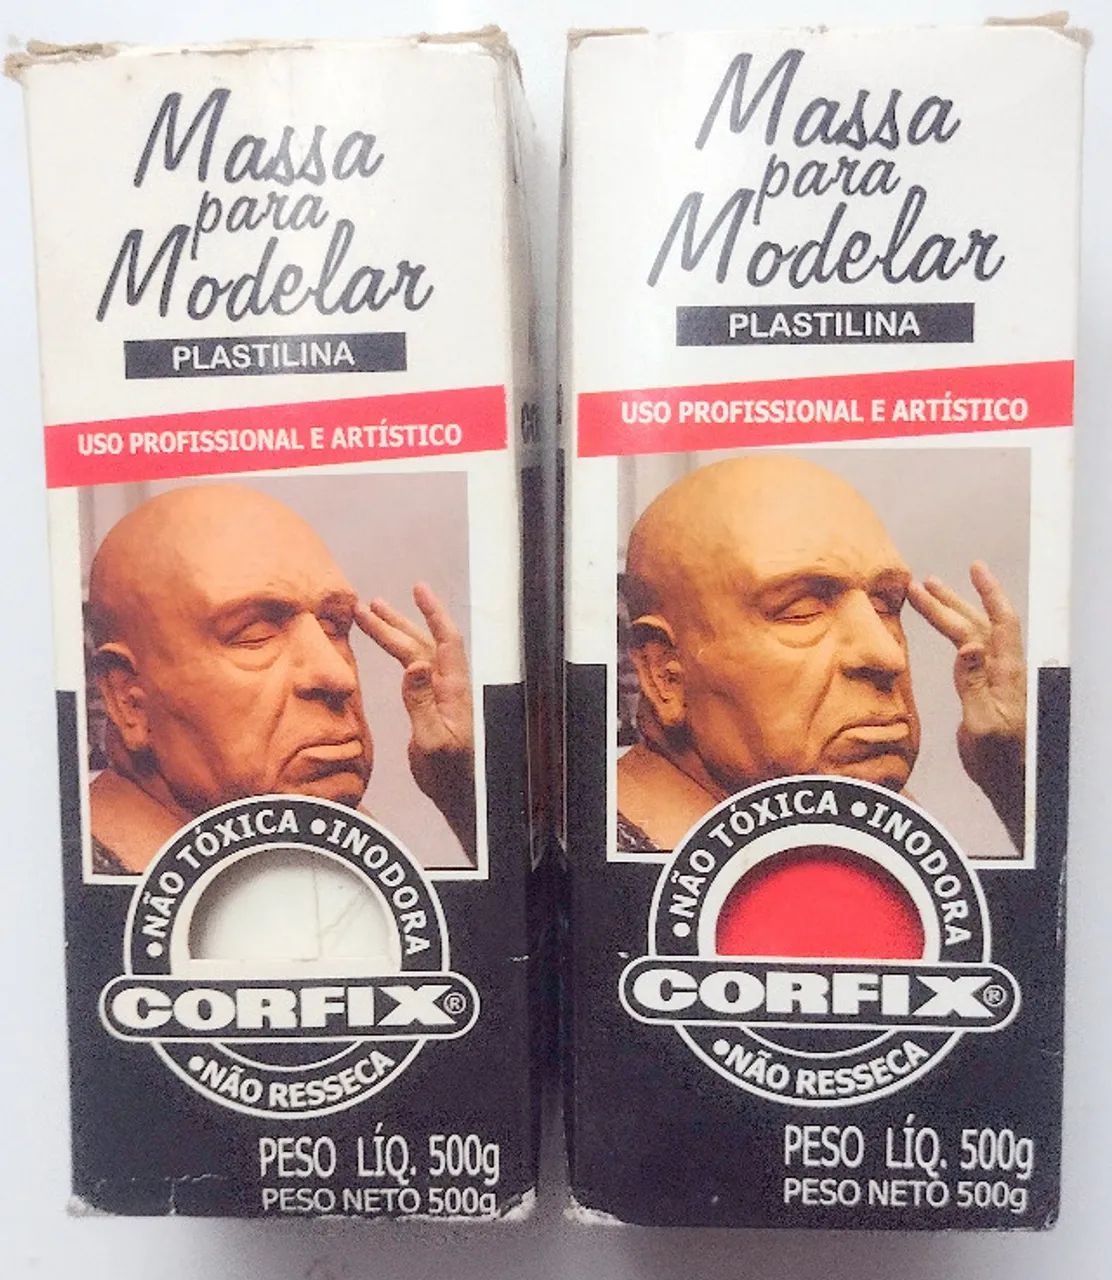 Massa
para
Modelar
PLASTILINA
USO PROFISSIONAL E ARTÍSTICO
•NÃO TÓXICA •INODORA
CORFIX®
•NÃO RESSECA
PESO LÍQ. 500g
PESO NETO 500g
Massa
para
Modelar
PLASTILINA
USO PROFISSIONAL E ARTÍSTICO
•NÃO TÓXICA •INODORA
CORFIX®
•NÃO RESSECA
PESO LÍQ. 500g
PESO NETO 500g